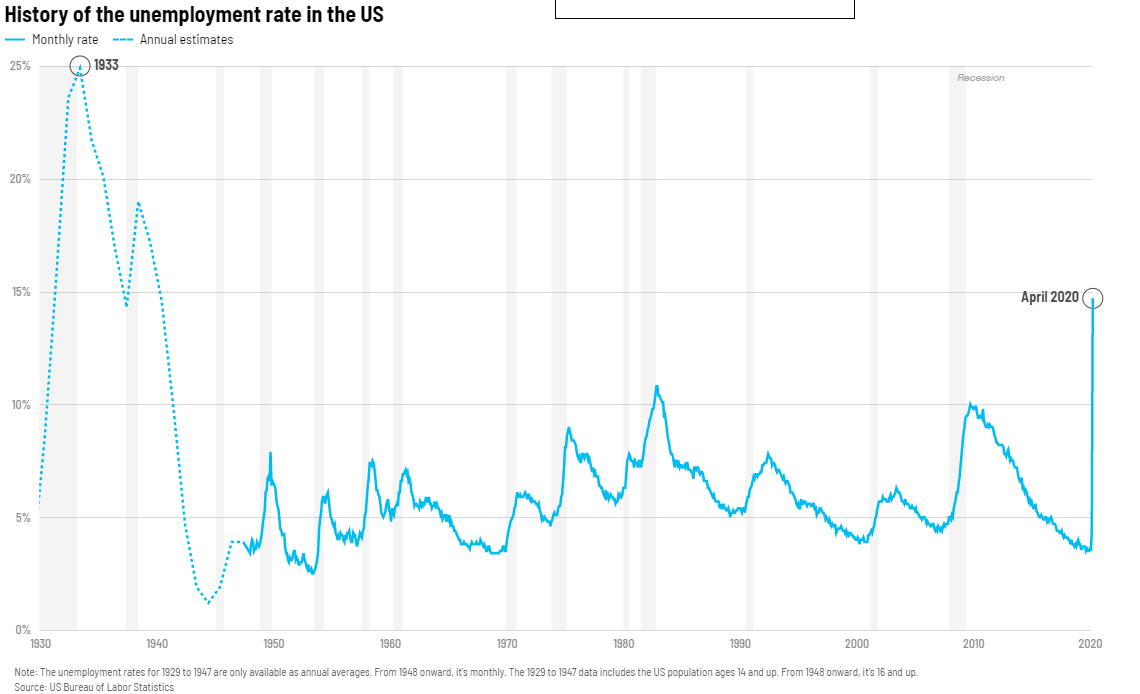 History of the unemployment rate in the US
Monthly rate Annual estimates
25%
1933
Recession
20%
15%
April 2020
10%
5%
0%
1930 1940 1950 1960 1970 1980 1990 2000 2010 2020
Note: The unemployment rates for 1929 to 1947 are only available as annual averages. From 1948 onward, it's monthly. The 1929 to 1947 data includes the US population ages 14 and up. From 1948 onward, it's 16 and up.
Source: US Bureau of Labor Statistics